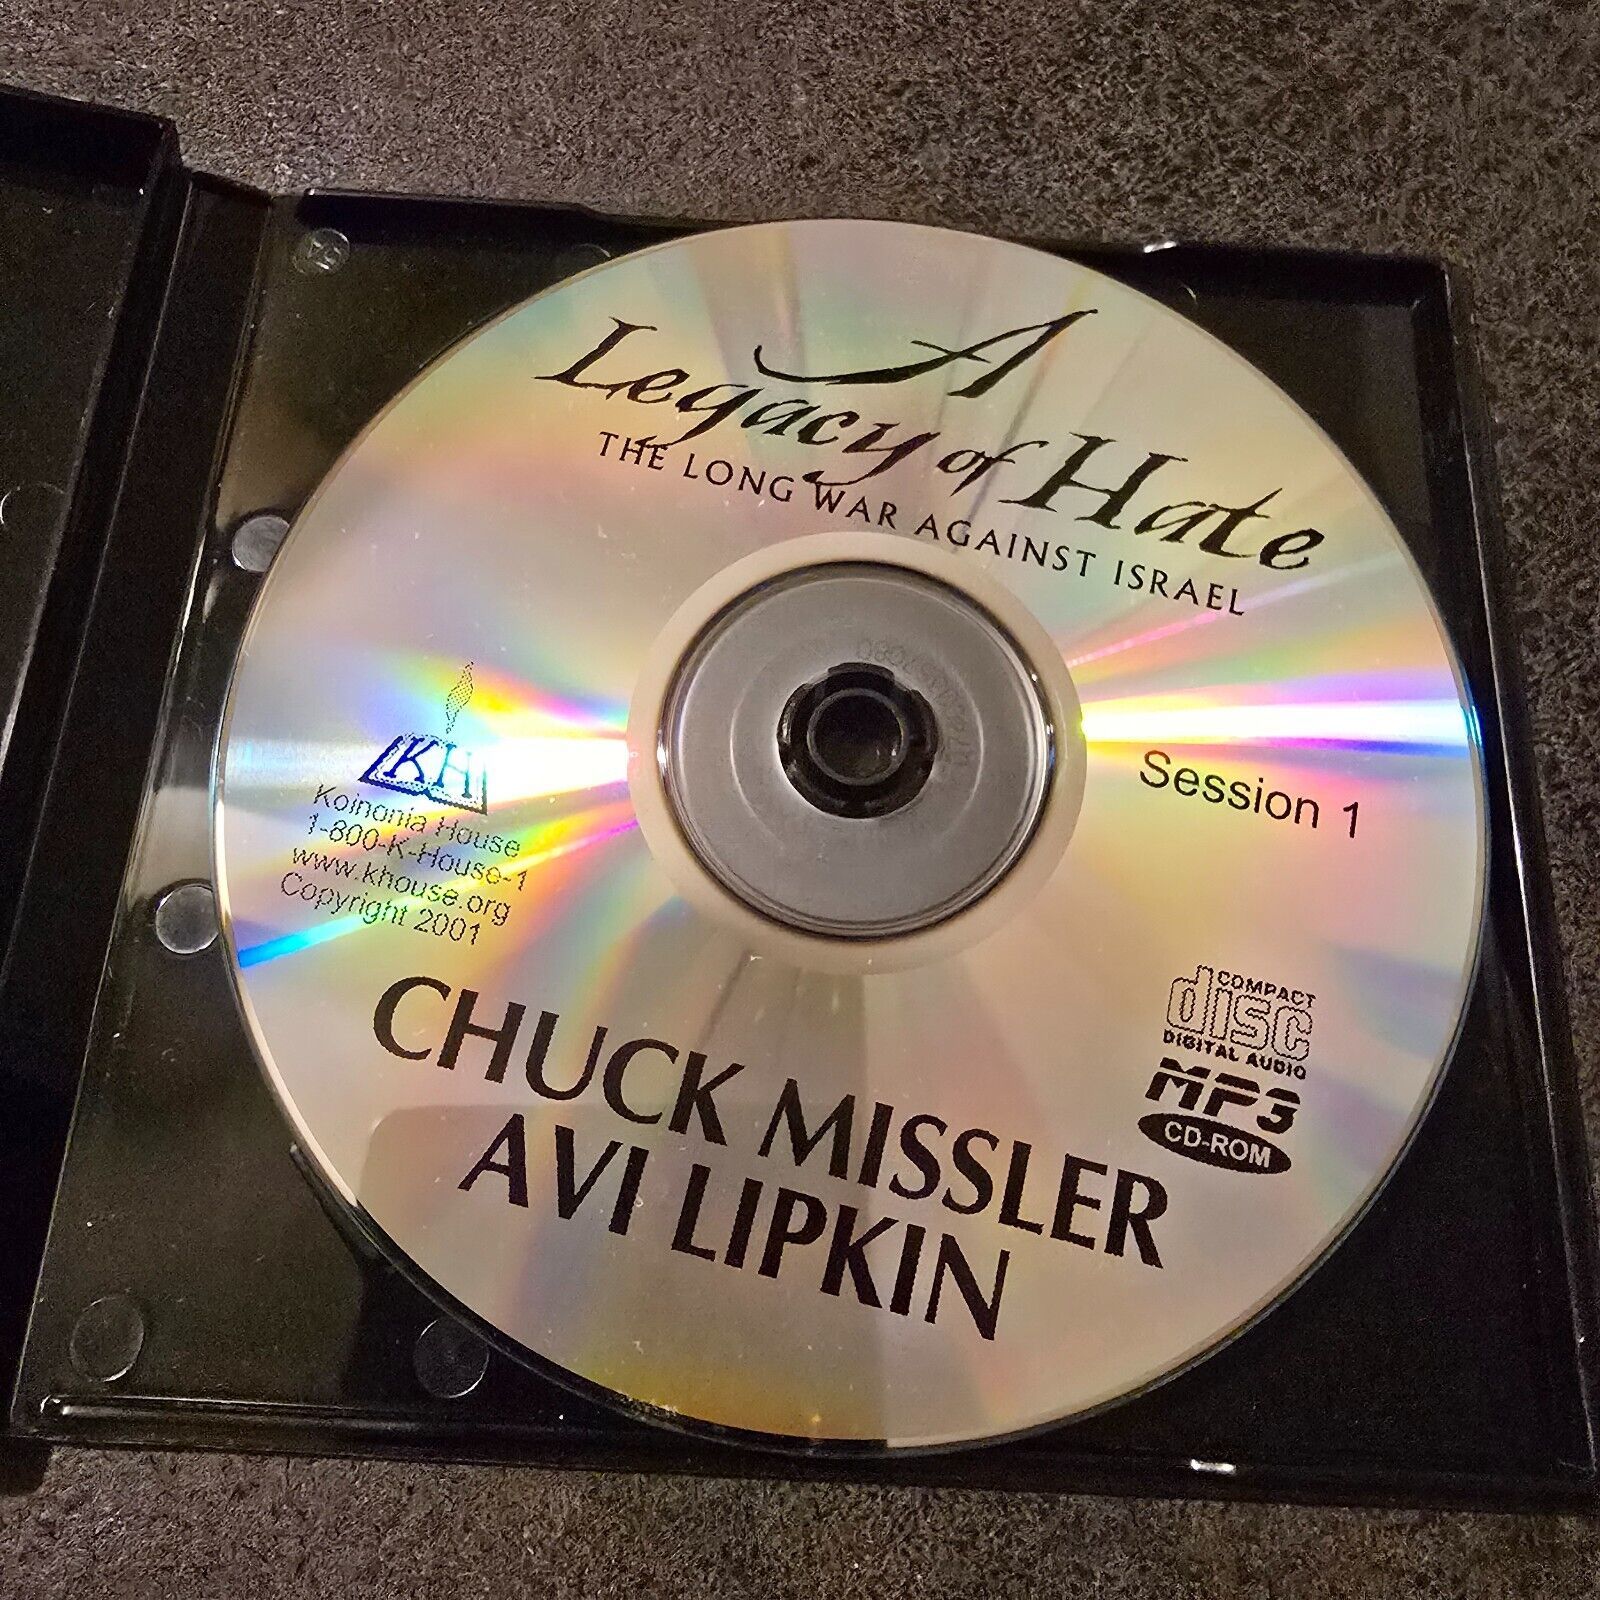 A
Legacy of Hate
THE LONG WAR AGAINST ISRAEL
KH
Koinonia House
1-800-K-House-1
www.khouse.org
Copyright 2001
Session 1
COMPACT
disc
DIGITAL AUDIO
MP3
CD-ROM
CHUCK MISSLER
AVI LIPKIN